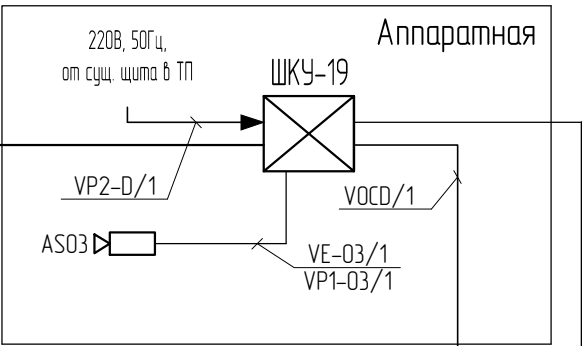 Аппаратная
220В, 50Гц,
от сущ. щита в ТП
ШКУ-19
VP2-D/1
VOCD/1
AS03
VE-03/1
VP1-03/1